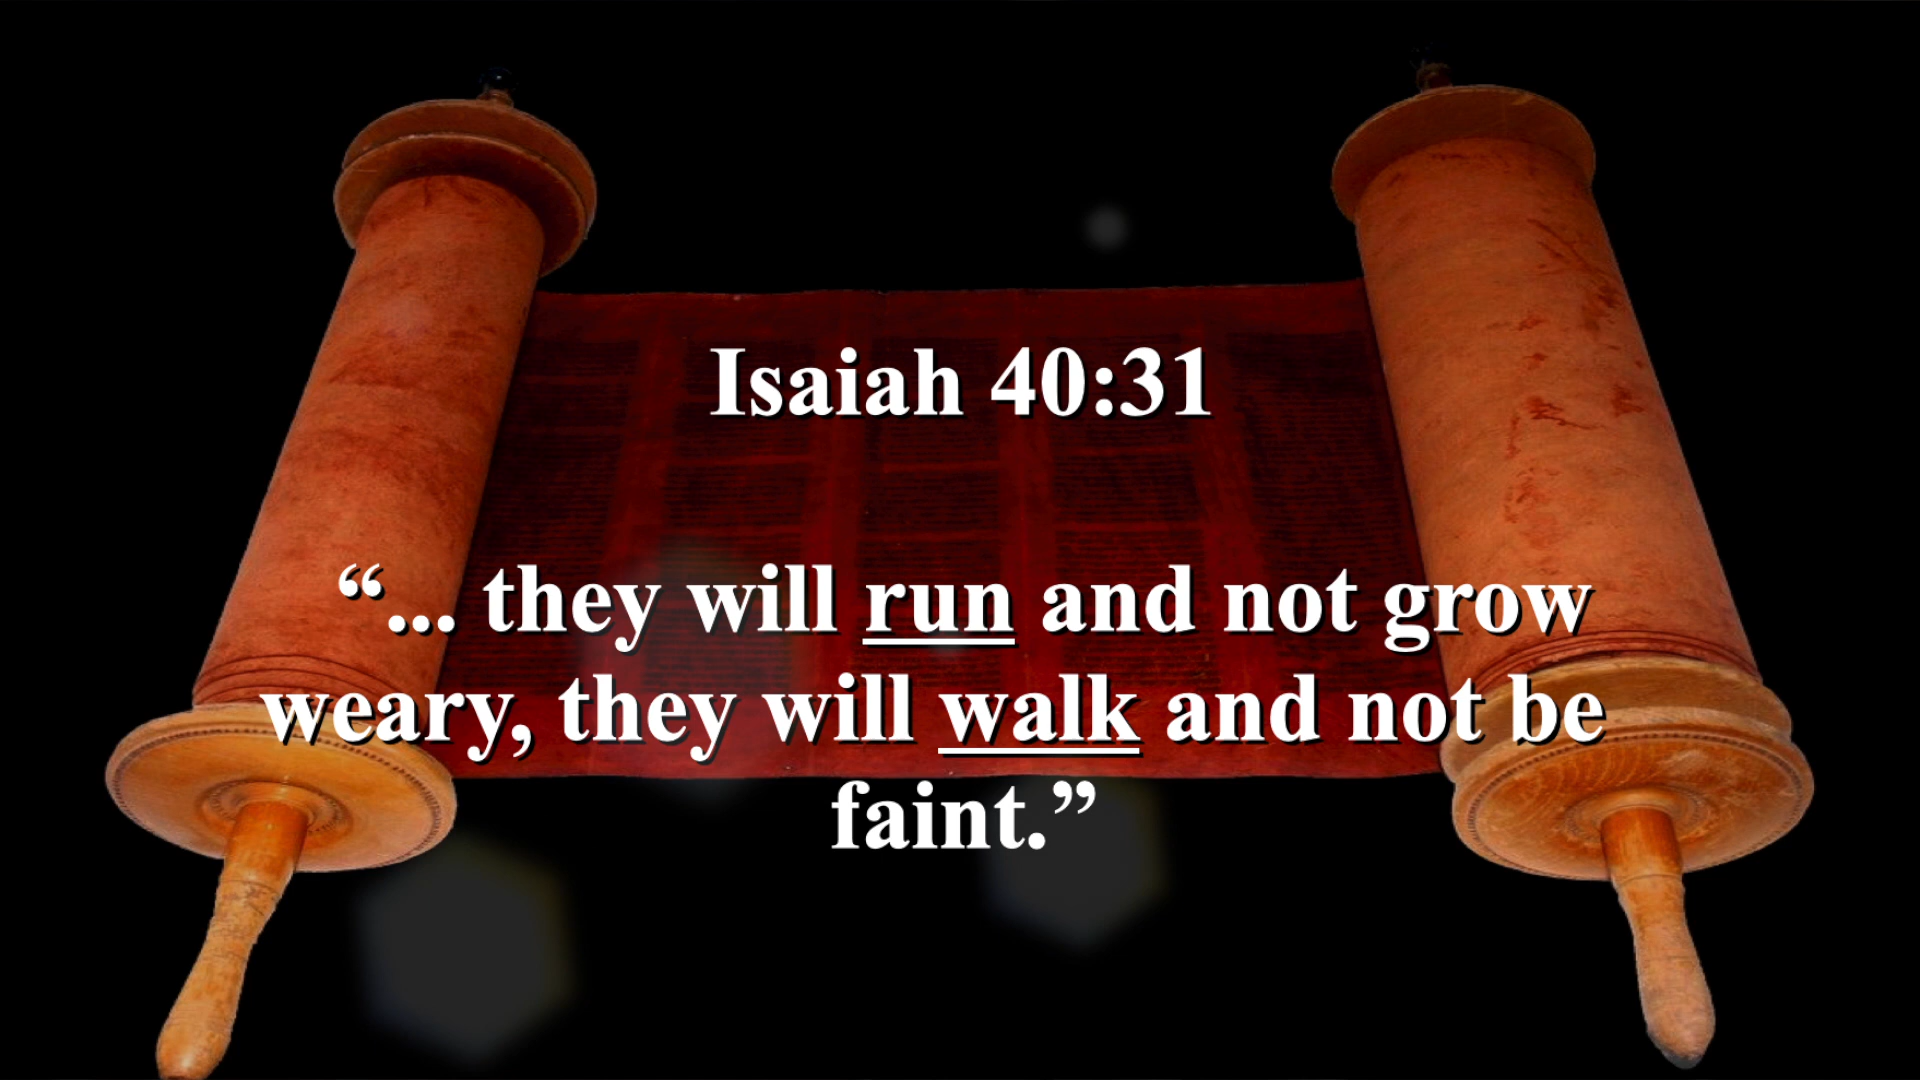 Isaiah 40:31
“... they will run and not grow
weary, they will walk and not be
faint.”